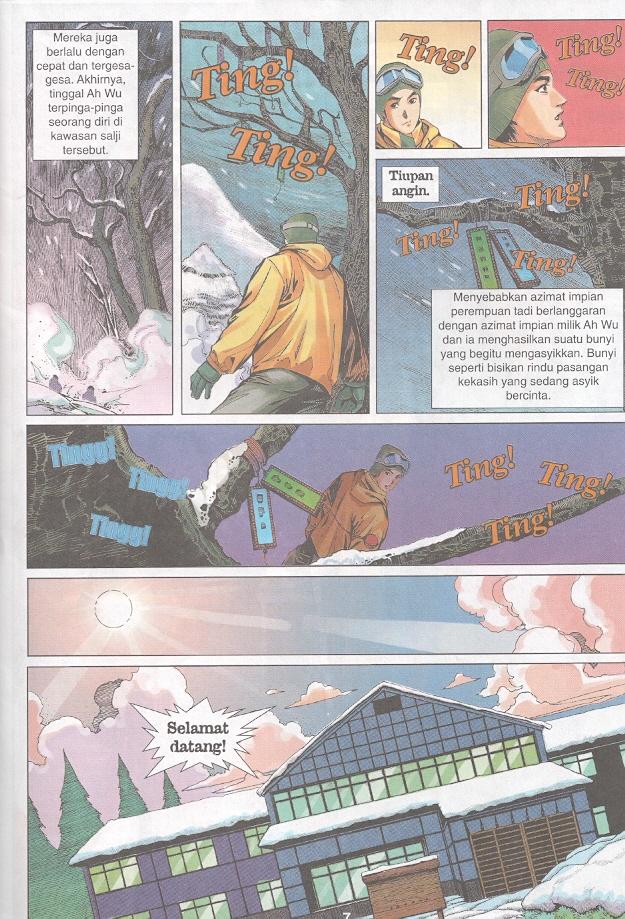 Mereka juga
berlalu dengan
cepat dan tergesa-
gesa. Akhirnya,
tinggal Ah Wu
terpinga-pinga
seorang diri di
kawasan salji
tersebut.
Ting!
Ting!
Ting!
Ting!
Ting!
Tiupan
angin.
Ting!
Ting!
Ting!
Menyebabkan azimat impian
perempuan tadi berlanggaran
dengan azimat impian milik Ah Wu
dan ia menghasilkan suatu bunyi
yang begitu mengasyikkan. Bunyi
seperti bisikan rindu pasangan
kekasih yang sedang asyik
bercinta.
Tingg!
Tingg!
Tingg!
Ting!
Ting!
Ting!
Selamat
datang!
7